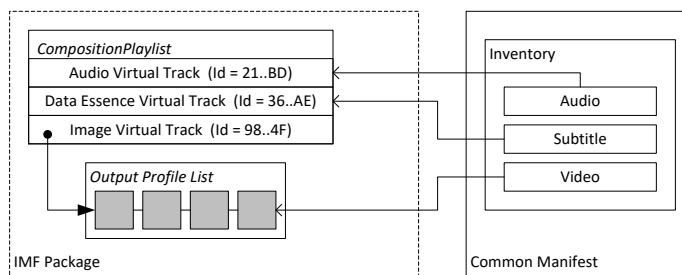 CompositionPlaylist
Audio Virtual Track (Id = 21..BD)
Data Essence Virtual Track (Id = 36..AE)
Image Virtual Track (Id = 98..4F)
Output Profile List
IMF Package
Inventory
Audio
Subtitle
Video
Common Manifest